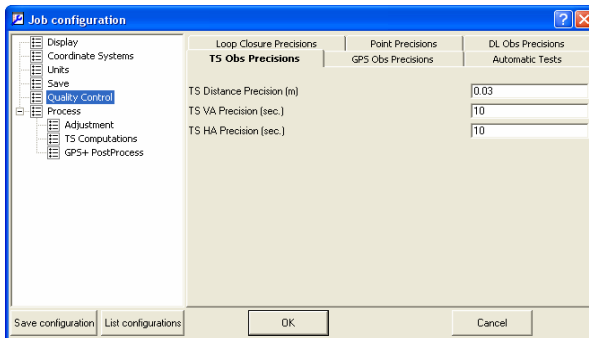 Job configuration
Display
Coordinate Systems
Units
Save
Quality Control
Process
Adjustment
TS Computations
GPS+ PostProcess
Loop Closure Precisions Point Precisions DL Obs Precisions
TS Obs Precisions GPS Obs Precisions Automatic Tests
TS Distance Precision (m) 0.03
TS VA Precision (sec.) 10
TS HA Precision (sec.) 10
Save configuration List configurations OK Cancel